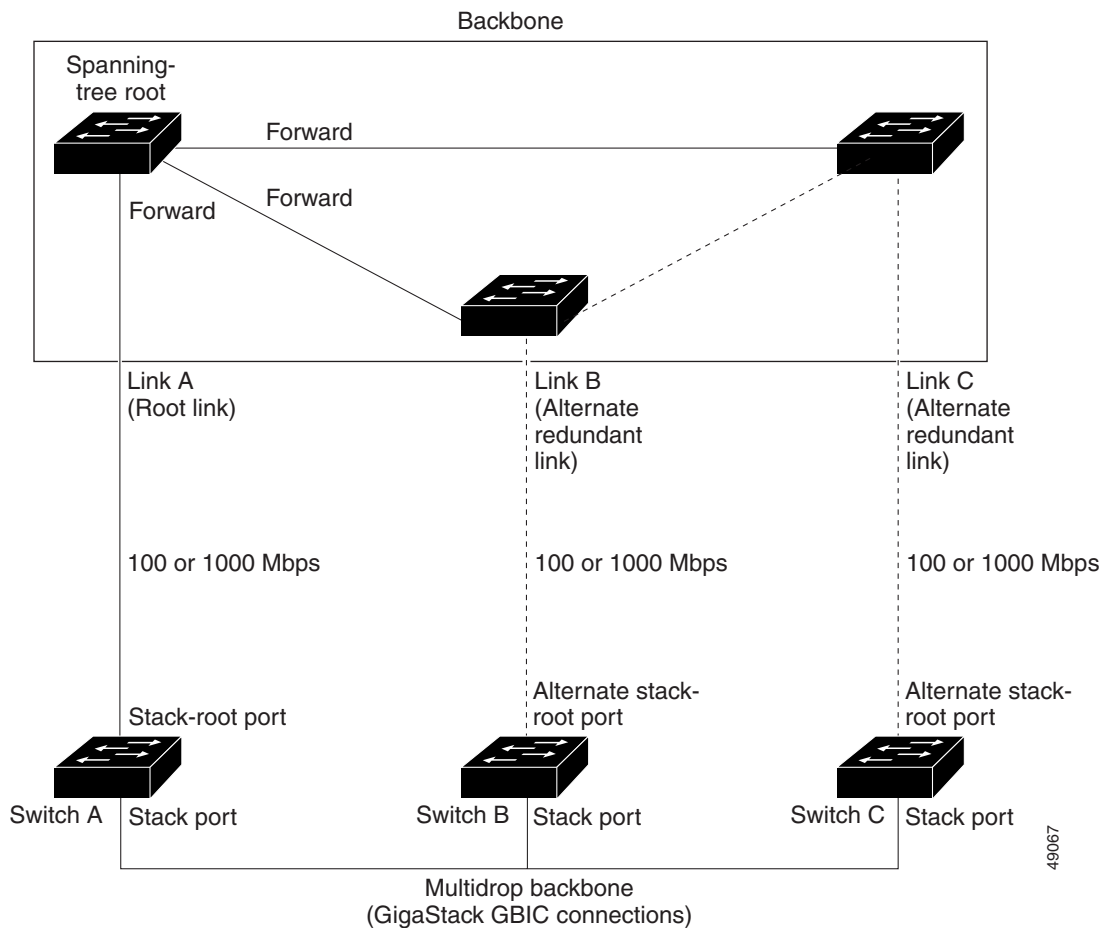 Backbone
Spanning-
tree root
Forward
Forward
Forward
Link A
(Root link)
Link B
(Alternate
redundant
link)
Link C
(Alternate
redundant
link)
100 or 1000 Mbps
100 or 1000 Mbps
100 or 1000 Mbps
Stack-root port
Alternate stack-
root port
Alternate stack-
root port
Switch A
Stack port
Switch B
Stack port
Switch C
Stack port
Multidrop backbone
(GigaStack GBIC connections)
49067